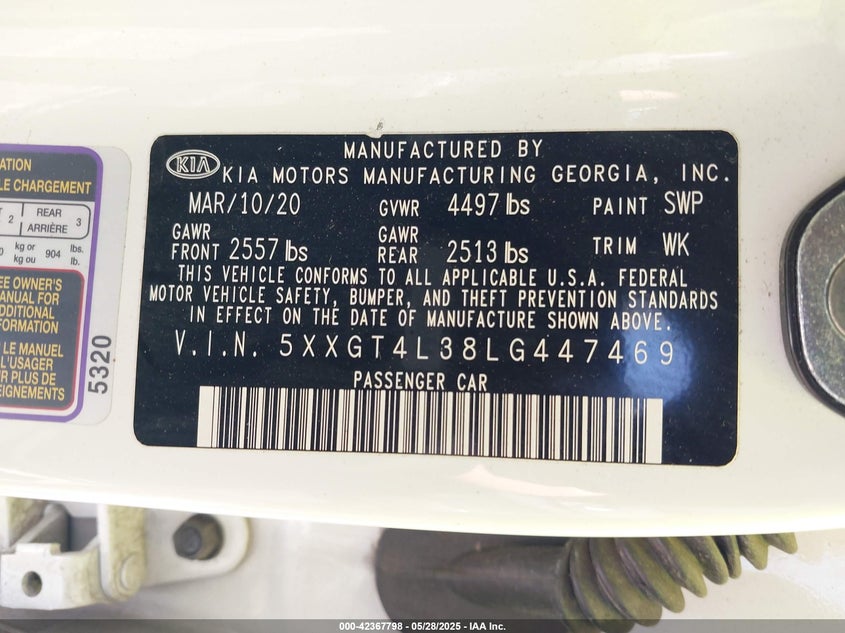 ATION
LE CHARGEMENT
2 REAR ARRIÈRE 3
kg or kg ou 904 lbs. lb.
EE OWNER'S
MANUAL FOR
ADDITIONAL
FORMATION
LE MANUEL
L'USAGER
PLUS DE
EIGNEMENTS
5320
MANUFACTURED BY
KIA KIA MOTORS MANUFACTURING GEORGIA, INC.
MAR/10/20 GVWR 4497 lbs PAINT SWP
GAWR FRONT 2557 lbs GAWR REAR 2513 lbs TRIM WK
THIS VEHICLE CONFORMS TO ALL APPLICABLE U.S.A. FEDERAL
MOTOR VEHICLE SAFETY, BUMPER, AND THEFT PREVENTION STANDARDS
IN EFFECT ON THE DATE OF MANUFACTURE SHOWN ABOVE.
V.I.N. 5XXGT4L38LG447469
PASSENGER CAR
000-42367798 - 05/28/2025 - IAA Inc.